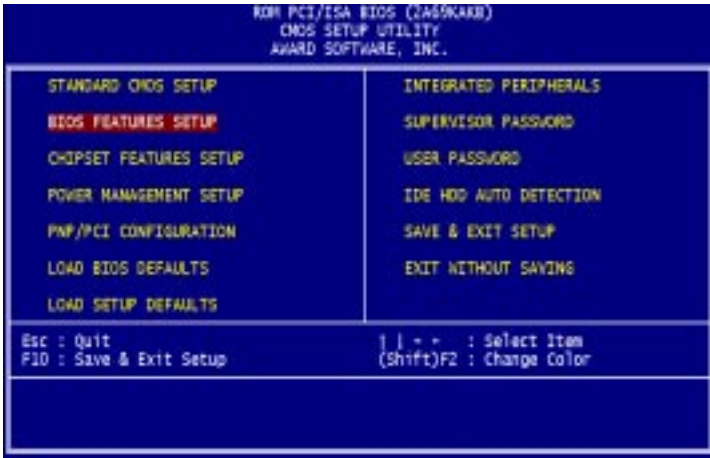 ROM PCI/ISA BIOS (2A69KAKB)
CMOS SETUP UTILITY
AWARD SOFTWARE, INC.
STANDARD CMOS SETUP
BIOS FEATURES SETUP
CHIPSET FEATURES SETUP
POWER MANAGEMENT SETUP
PNP/PCI CONFIGURATION
LOAD BIOS DEFAULTS
LOAD SETUP DEFAULTS
INTEGRATED PERIPHERALS
SUPERVISOR PASSWORD
USER PASSWORD
IDE HDD AUTO DETECTION
SAVE & EXIT SETUP
EXIT WITHOUT SAVING
Esc : Quit
F10 : Save & Exit Setup
: Select Item
(Shift)F2 : Change Color